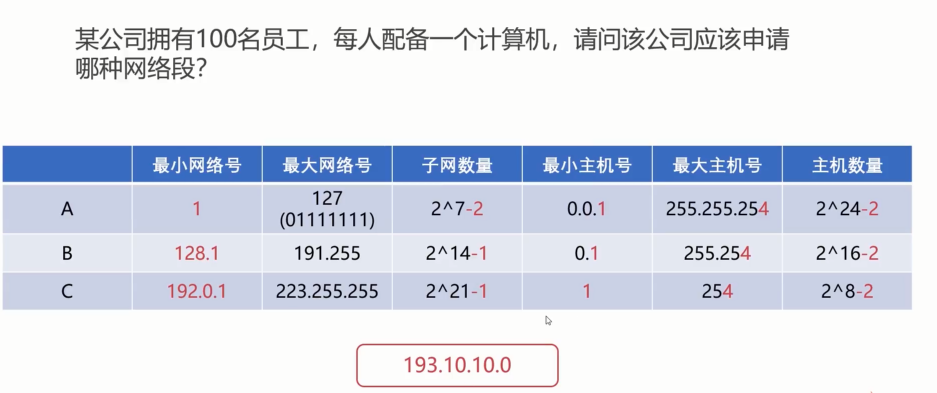 某公司拥有100名员工，每人配备一个计算机，请问该公司应该申请
哪种网络段？
最小网络号 最大网络号 子网数量 最小主机号 最大主机号 主机数量
A 1 127 (01111111) 2^7-2 0.0.1 255.255.254 2^24-2
B 128.1 191.255 2^14-1 0.1 255.254 2^16-2
C 192.0.1 223.255.255 2^21-1 1 254 2^8-2
193.10.10.0